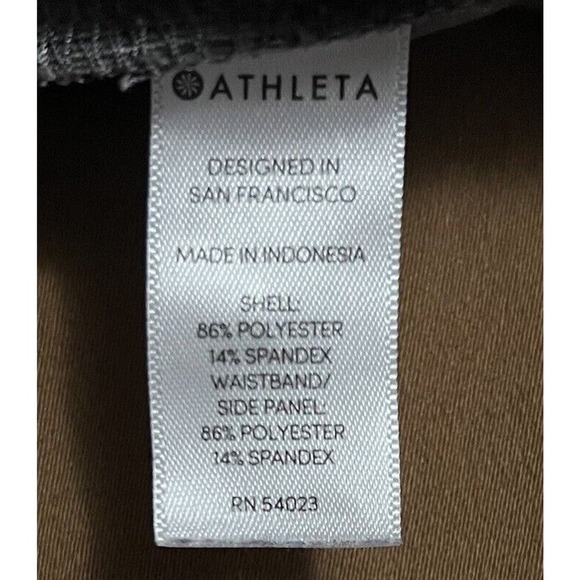 ATHLETA
DESIGNED IN
SAN FRANCISCO
MADE IN INDONESIA
SHELL:
86% POLYESTER
14% SPANDEX
WAISTBAND/
SIDE PANEL:
86% POLYESTER
14% SPANDEX
RN 54023